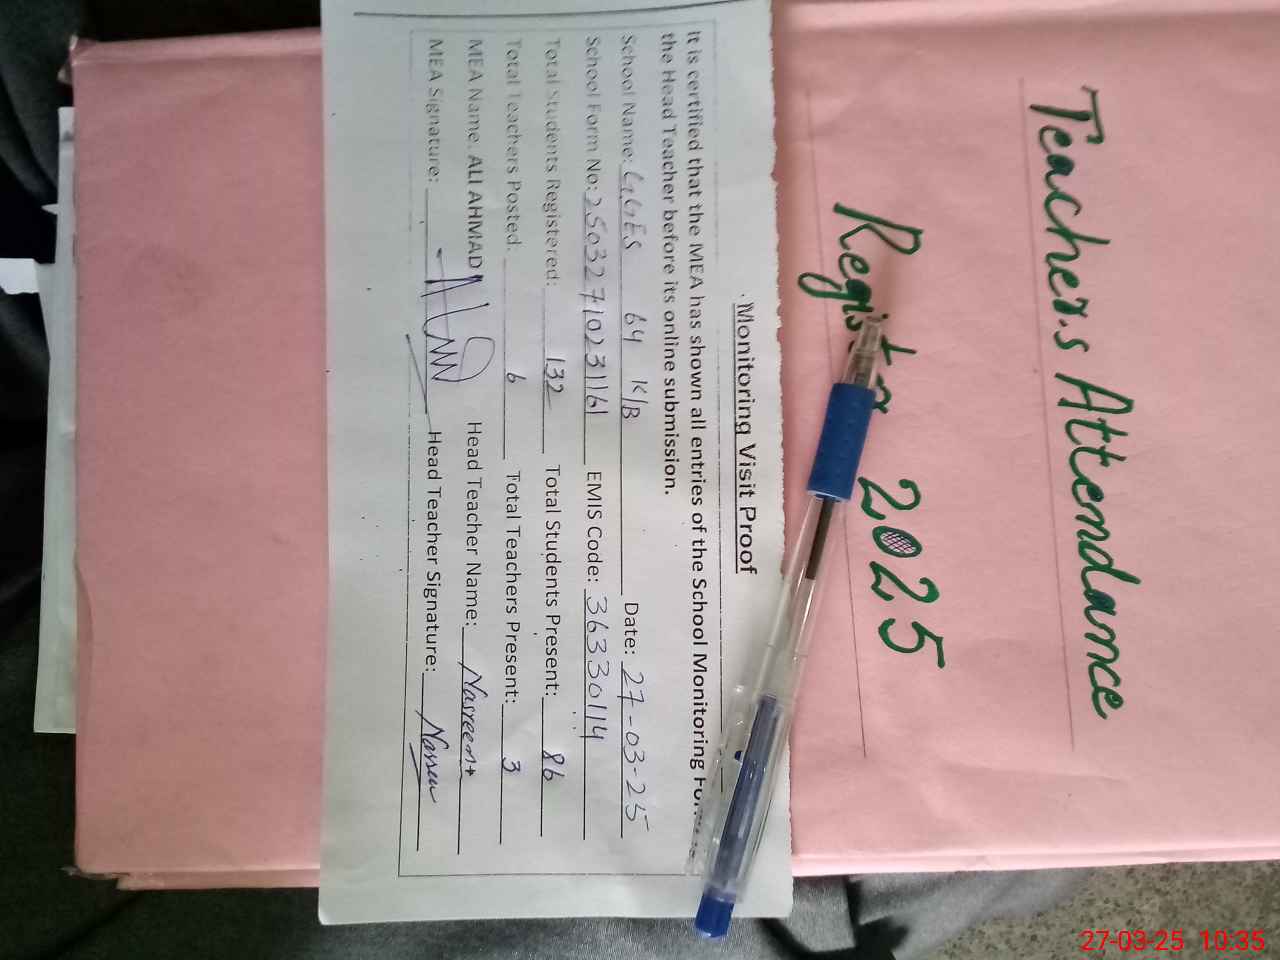 Teacher.s Attendance
Register 2025
Monitoring Visit Proof
It is certified that the MEA has shown all entries of the School Monitoring
the Head Teacher before its online submission.
School Name: GGES 64 K/B Date: 27-03-25
School Form No: 25032710231161 EMIS Code: 36330114
Total Students Registered: 132 Total Students Present: 86
Total Teachers Posted: 6 Total Teachers Present: 3
MEA Name: ALI AHMAD Head Teacher Name: Nasreen
MEA Signature: Head Teacher Signature: Nasreen
27-03-25 10:35